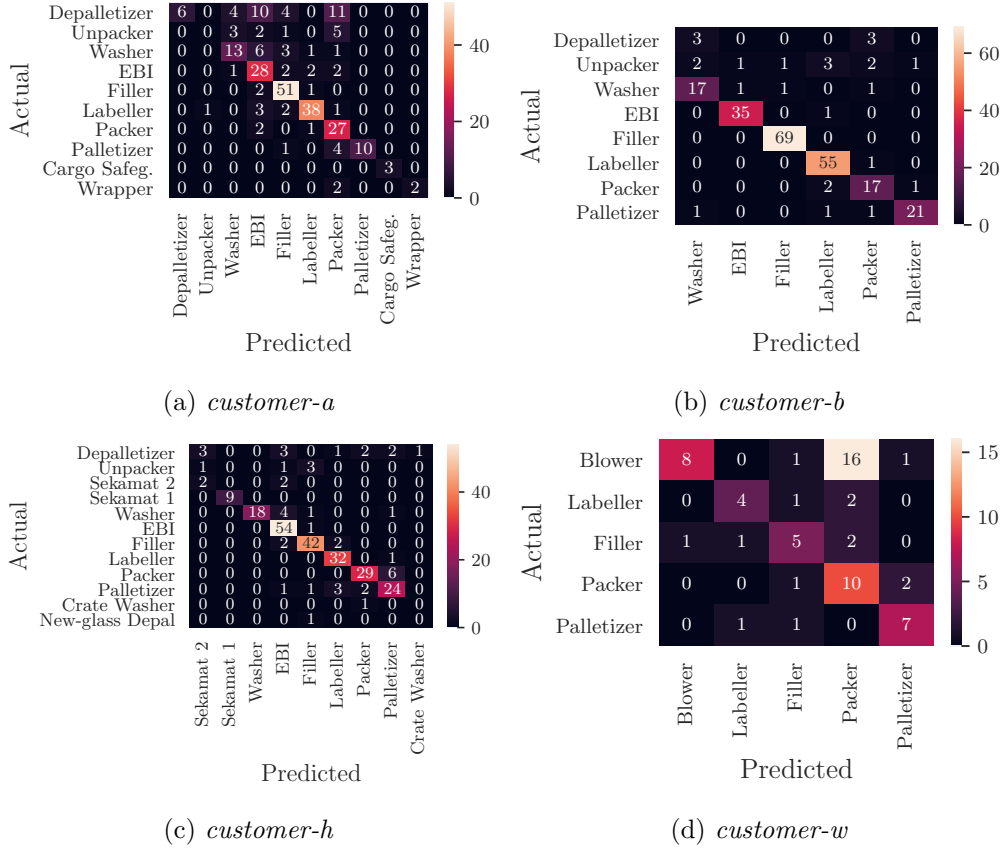 Actual
Depalletizer 6 0 4 10 4 0 11 0 0 0
Unpacker 0 0 3 2 1 0 5 0 0 0
Washer 0 0 13 6 3 1 1 0 0 0
EBI 0 0 1 28 2 2 2 0 0 0
Filler 0 0 0 2 51 1 0 0 0 0
Labeller 0 1 0 3 2 38 1 0 0 0
Packer 0 0 0 2 0 1 27 0 0 0
Palletizer 0 0 0 0 1 0 4 10 0 0
Cargo Safeg. 0 0 0 0 0 0 0 0 3 0
Wrapper 0 0 0 0 0 0 2 0 0 2
Depalletizer
Unpacker
Washer
EBI
Filler
Labeller
Packer
Palletizer
Cargo Safeg.
Wrapper
Predicted
40
20
0
(a) customer-a
Actual
Depalletizer 3 0 0 0 3 0
Unpacker 2 1 1 3 2 1
Washer 17 1 1 0 1 0
EBI 0 35 0 1 0 0
Filler 0 0 69 0 0 0
Labeller 0 0 0 55 1 0
Packer 0 0 0 2 17 1
Palletizer 1 0 0 1 1 21
Washer
EBI
Filler
Labeller
Packer
Palletizer
Predicted
60
40
20
0
(b) customer-b
Actual
Depalletizer 3 0 0 3 0 1 2 2 1
Unpacker 1 0 0 1 3 0 0 0 0
Sekamat 2 2 0 0 2 0 0 0 0 0
Sekamat 1 0 9 0 0 0 0 0 0 0
Washer 0 0 18 4 1 0 0 1 0
EBI 0 0 0 54 1 0 0 0 0
Filler 0 0 0 2 42 2 0 0 0
Labeller 0 0 0 0 0 32 0 1 0
Packer 0 0 0 0 0 0 29 6 0
Palletizer 0 0 0 1 1 3 2 24 0
Crate Washer 0 0 0 0 0 0 1 0 0
New-glass Depal 0 0 0 0 1 0 0 0 0
Sekamat 2
Sekamat 1
Washer
EBI
Filler
Labeller
Packer
Palletizer
Crate Washer
Predicted
40
20
0
(c) customer-h
Actual
Blower 8 0 1 16 1
Labeller 0 4 1 2 0
Filler 1 1 5 2 0
Packer 0 0 1 10 2
Palletizer 0 1 1 0 7
Blower
Labeller
Filler
Packer
Palletizer
Predicted
15
10
5
0
(d) customer-w